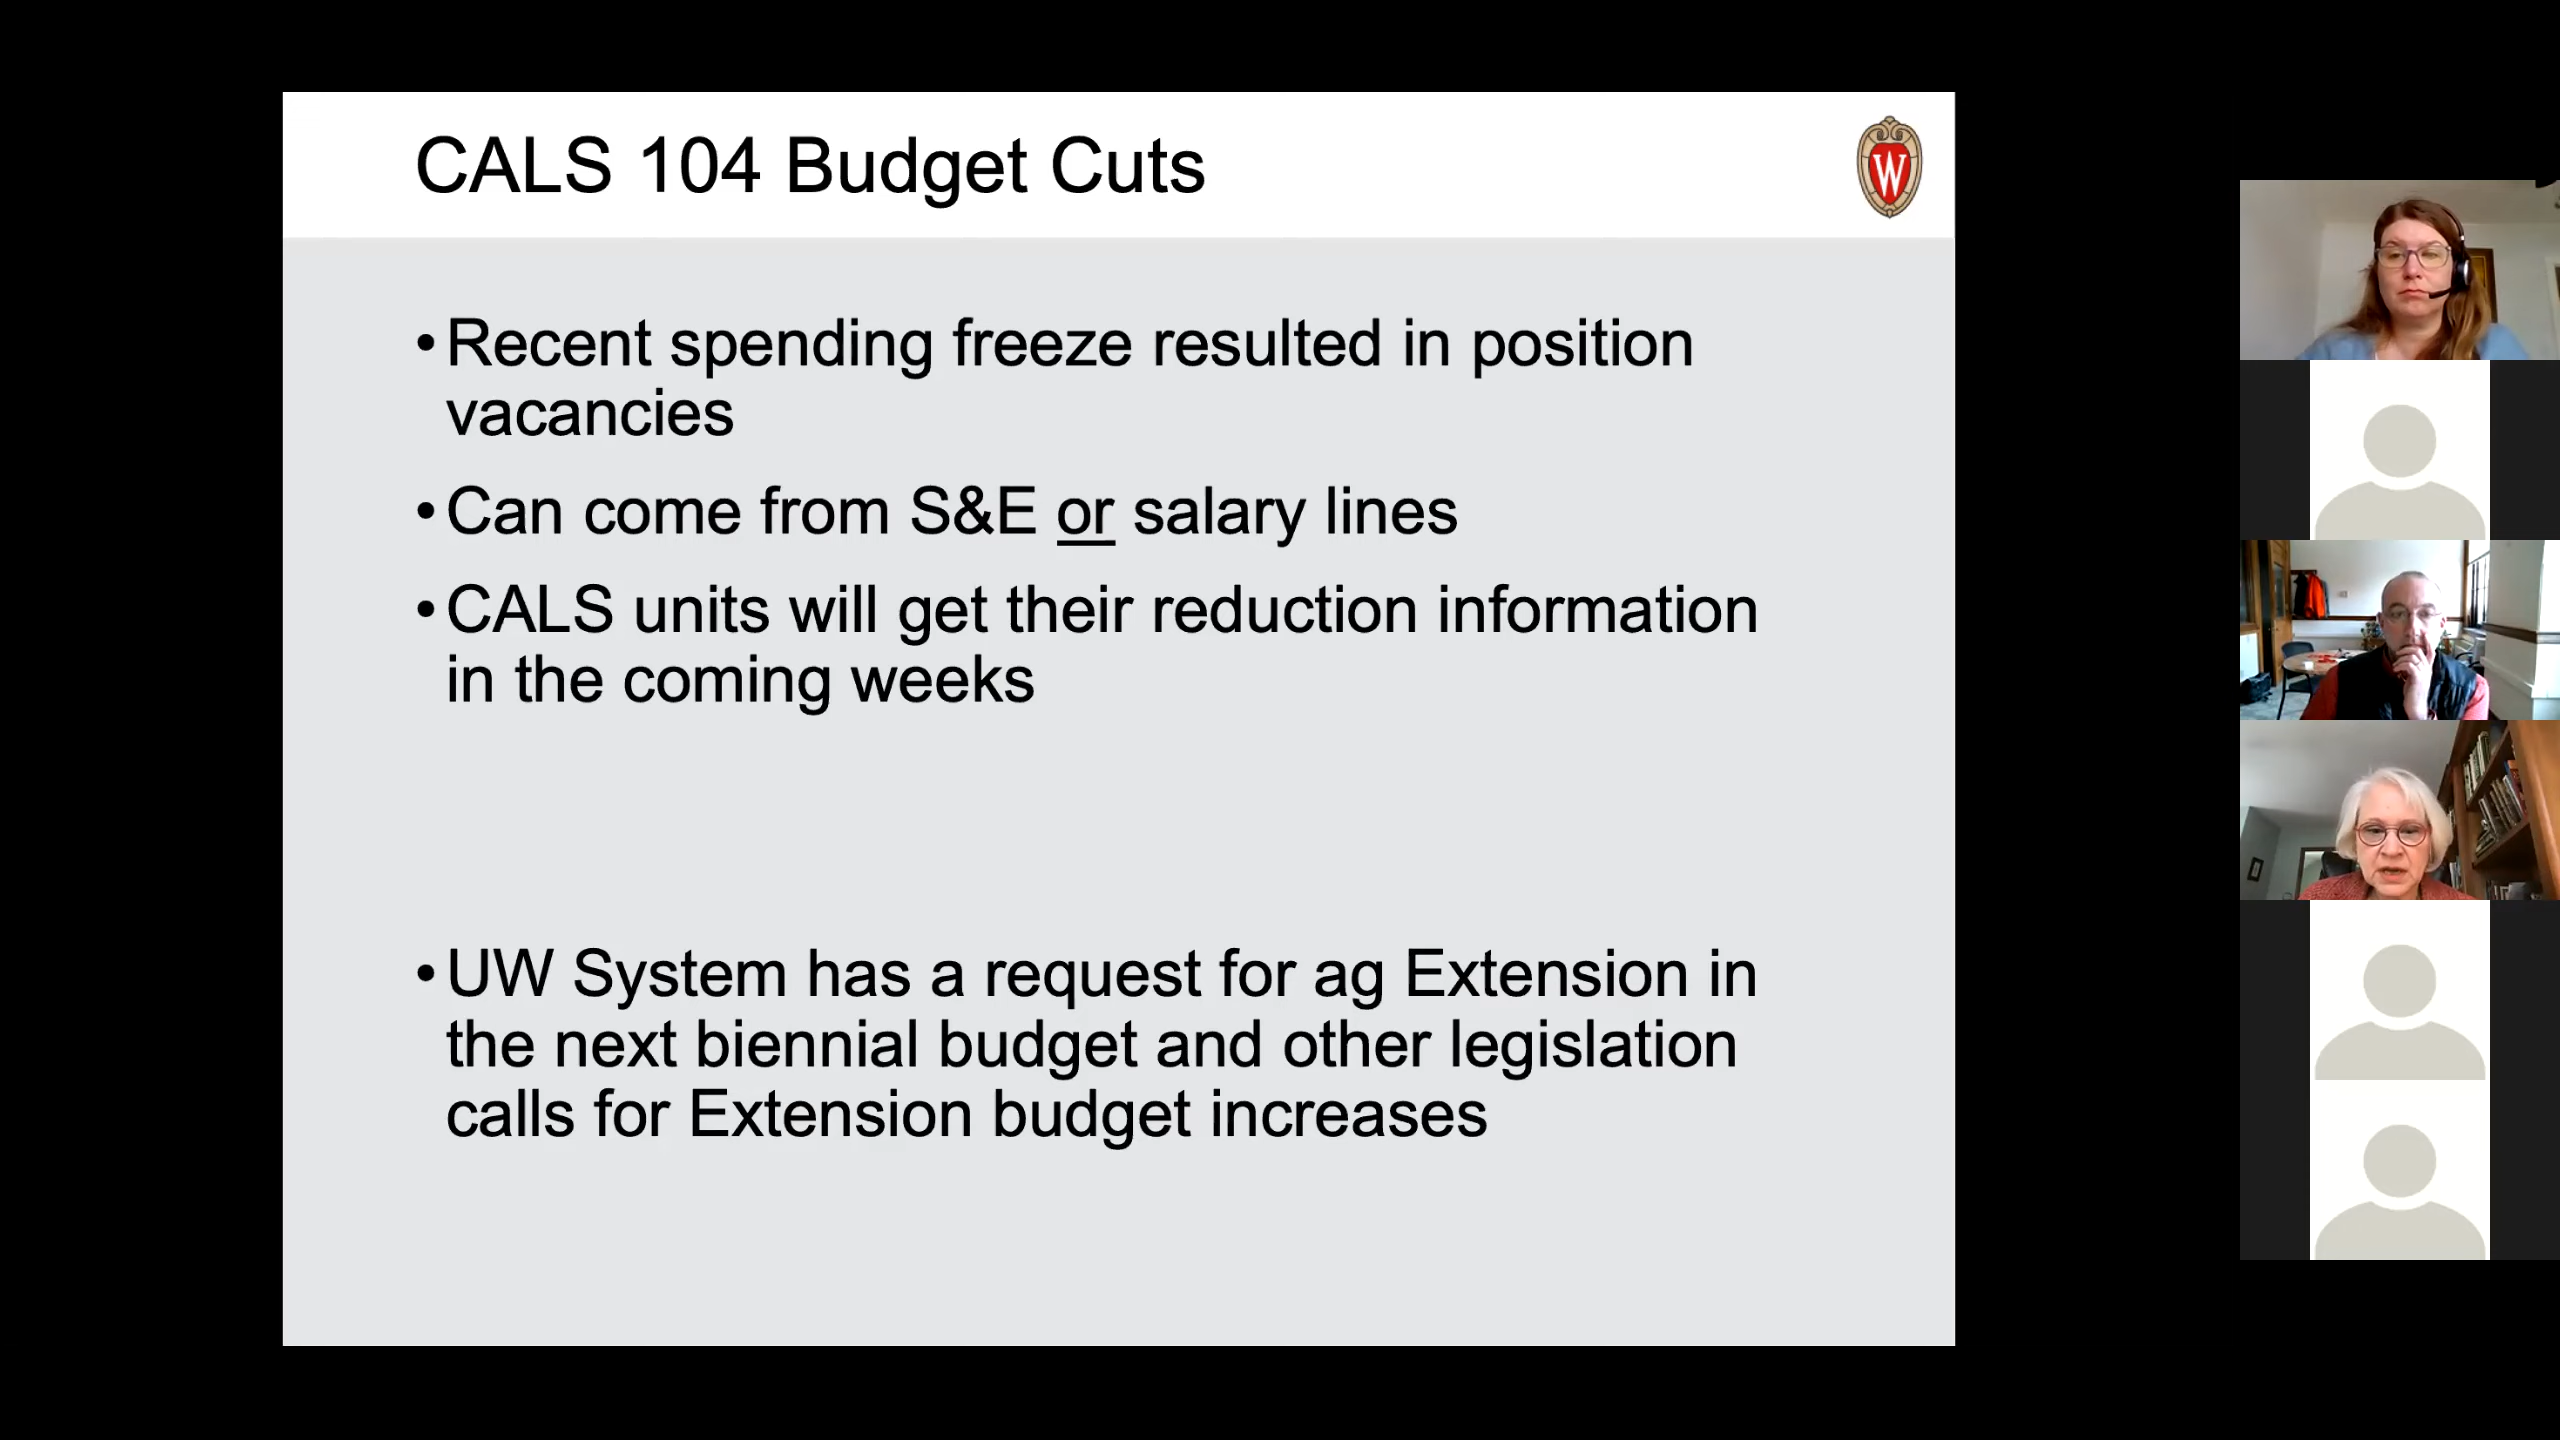 CALS 104 Budget Cuts
W
• Recent spending freeze resulted in position
vacancies
• Can come from S&E or salary lines
• CALS units will get their reduction information
in the coming weeks
• UW System has a request for ag Extension in
the next biennial budget and other legislation
calls for Extension budget increases